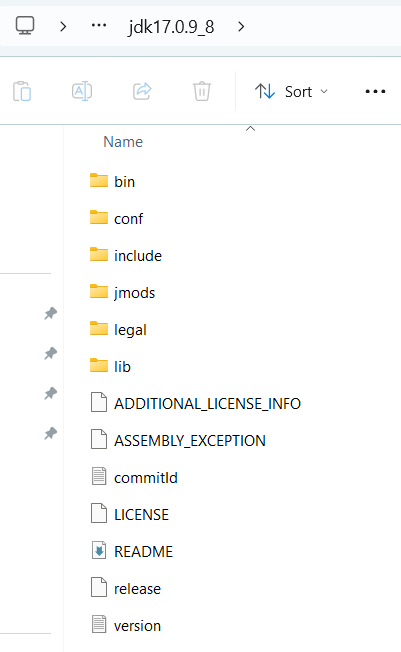 jdk17.0.9_8
Sort
Name
bin
conf
include
jmods
legal
lib
ADDITIONAL_LICENSE_INFO
ASSEMBLY_EXCEPTION
commitId
LICENSE
README
release
version